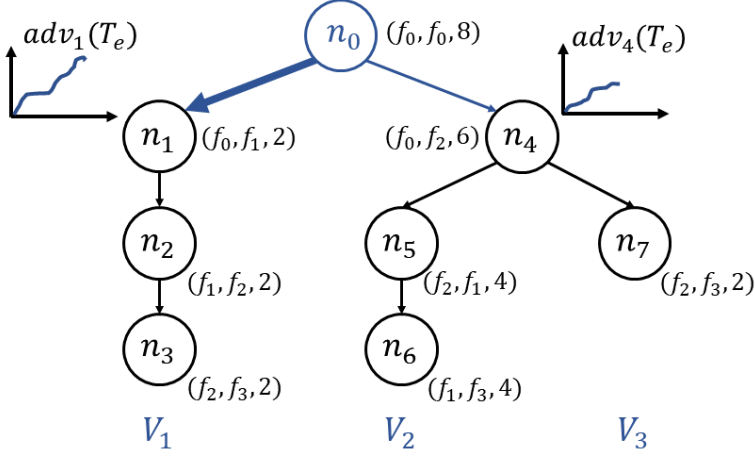 adv₁(Tₑ)
n₀ (f₀, f₀, 8)
adv₄(Tₑ)
n₁ (f₀, f₁, 2)
(f₀, f₂, 6) n₄
n₂
(f₁, f₂, 2)
n₅
(f₂, f₁, 4)
n₇
(f₂, f₃, 2)
n₃
(f₂, f₃, 2)
n₆
(f₁, f₃, 4)
V₁ V₂ V₃